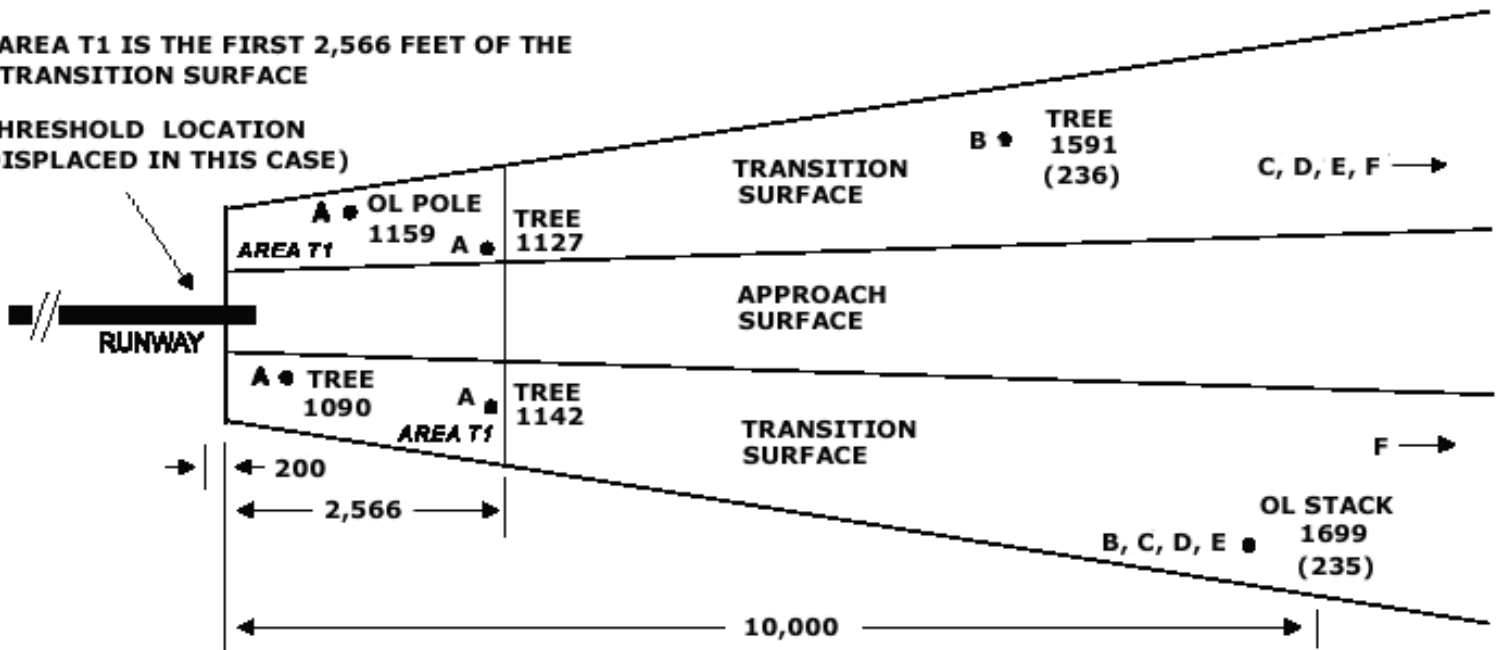 AREA T1 IS THE FIRST 2,566 FEET OF THE
TRANSITION SURFACE
HRESHOLD LOCATION
DISPLACED IN THIS CASE)
TREE
1591
(236)
B
TRANSITION
SURFACE
C, D, E, F
A
OL POLE
1159
TREE
1127
A
AREA T1
APPROACH
SURFACE
RUNWAY
A
TREE
1090
A
TREE
1142
AREA T1
TRANSITION
SURFACE
F
200
2,566
OL STACK
1699
(235)
B, C, D, E
10,000